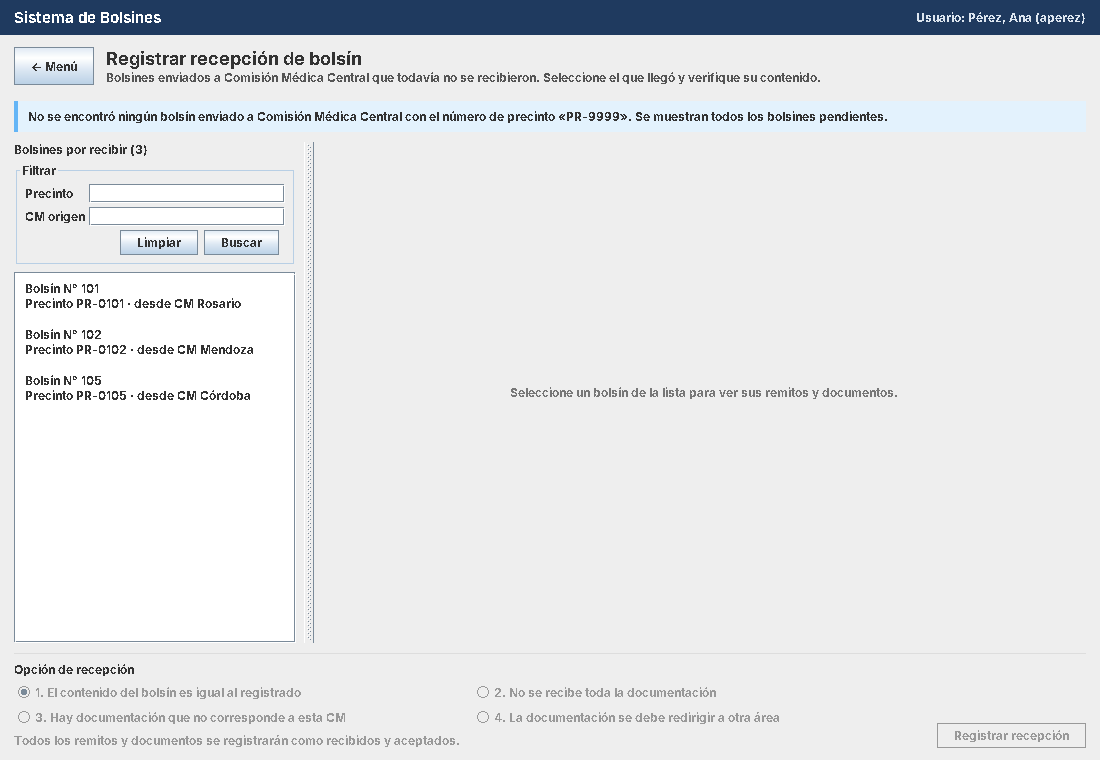 Sistema de Bolsines
Usuario: Pérez, Ana (aperez)
← Menú
Registrar recepción de bolsín
Bolsines enviados a Comisión Médica Central que todavía no se recibieron. Seleccione el que llegó y verifique su contenido.
No se encontró ningún bolsín enviado a Comisión Médica Central con el número de precinto «PR-9999». Se muestran todos los bolsines pendientes.
Bolsines por recibir (3)
Filtrar
Precinto
CM origen
Limpiar
Buscar
Bolsín N° 101
Precinto PR-0101 · desde CM Rosario
Bolsín N° 102
Precinto PR-0102 · desde CM Mendoza
Bolsín N° 105
Precinto PR-0105 · desde CM Córdoba
Seleccione un bolsín de la lista para ver sus remitos y documentos.
Opción de recepción
1. El contenido del bolsín es igual al registrado
2. No se recibe toda la documentación
3. Hay documentación que no corresponde a esta CM
4. La documentación se debe redirigir a otra área
Todos los remitos y documentos se registrarán como recibidos y aceptados.
Registrar recepción